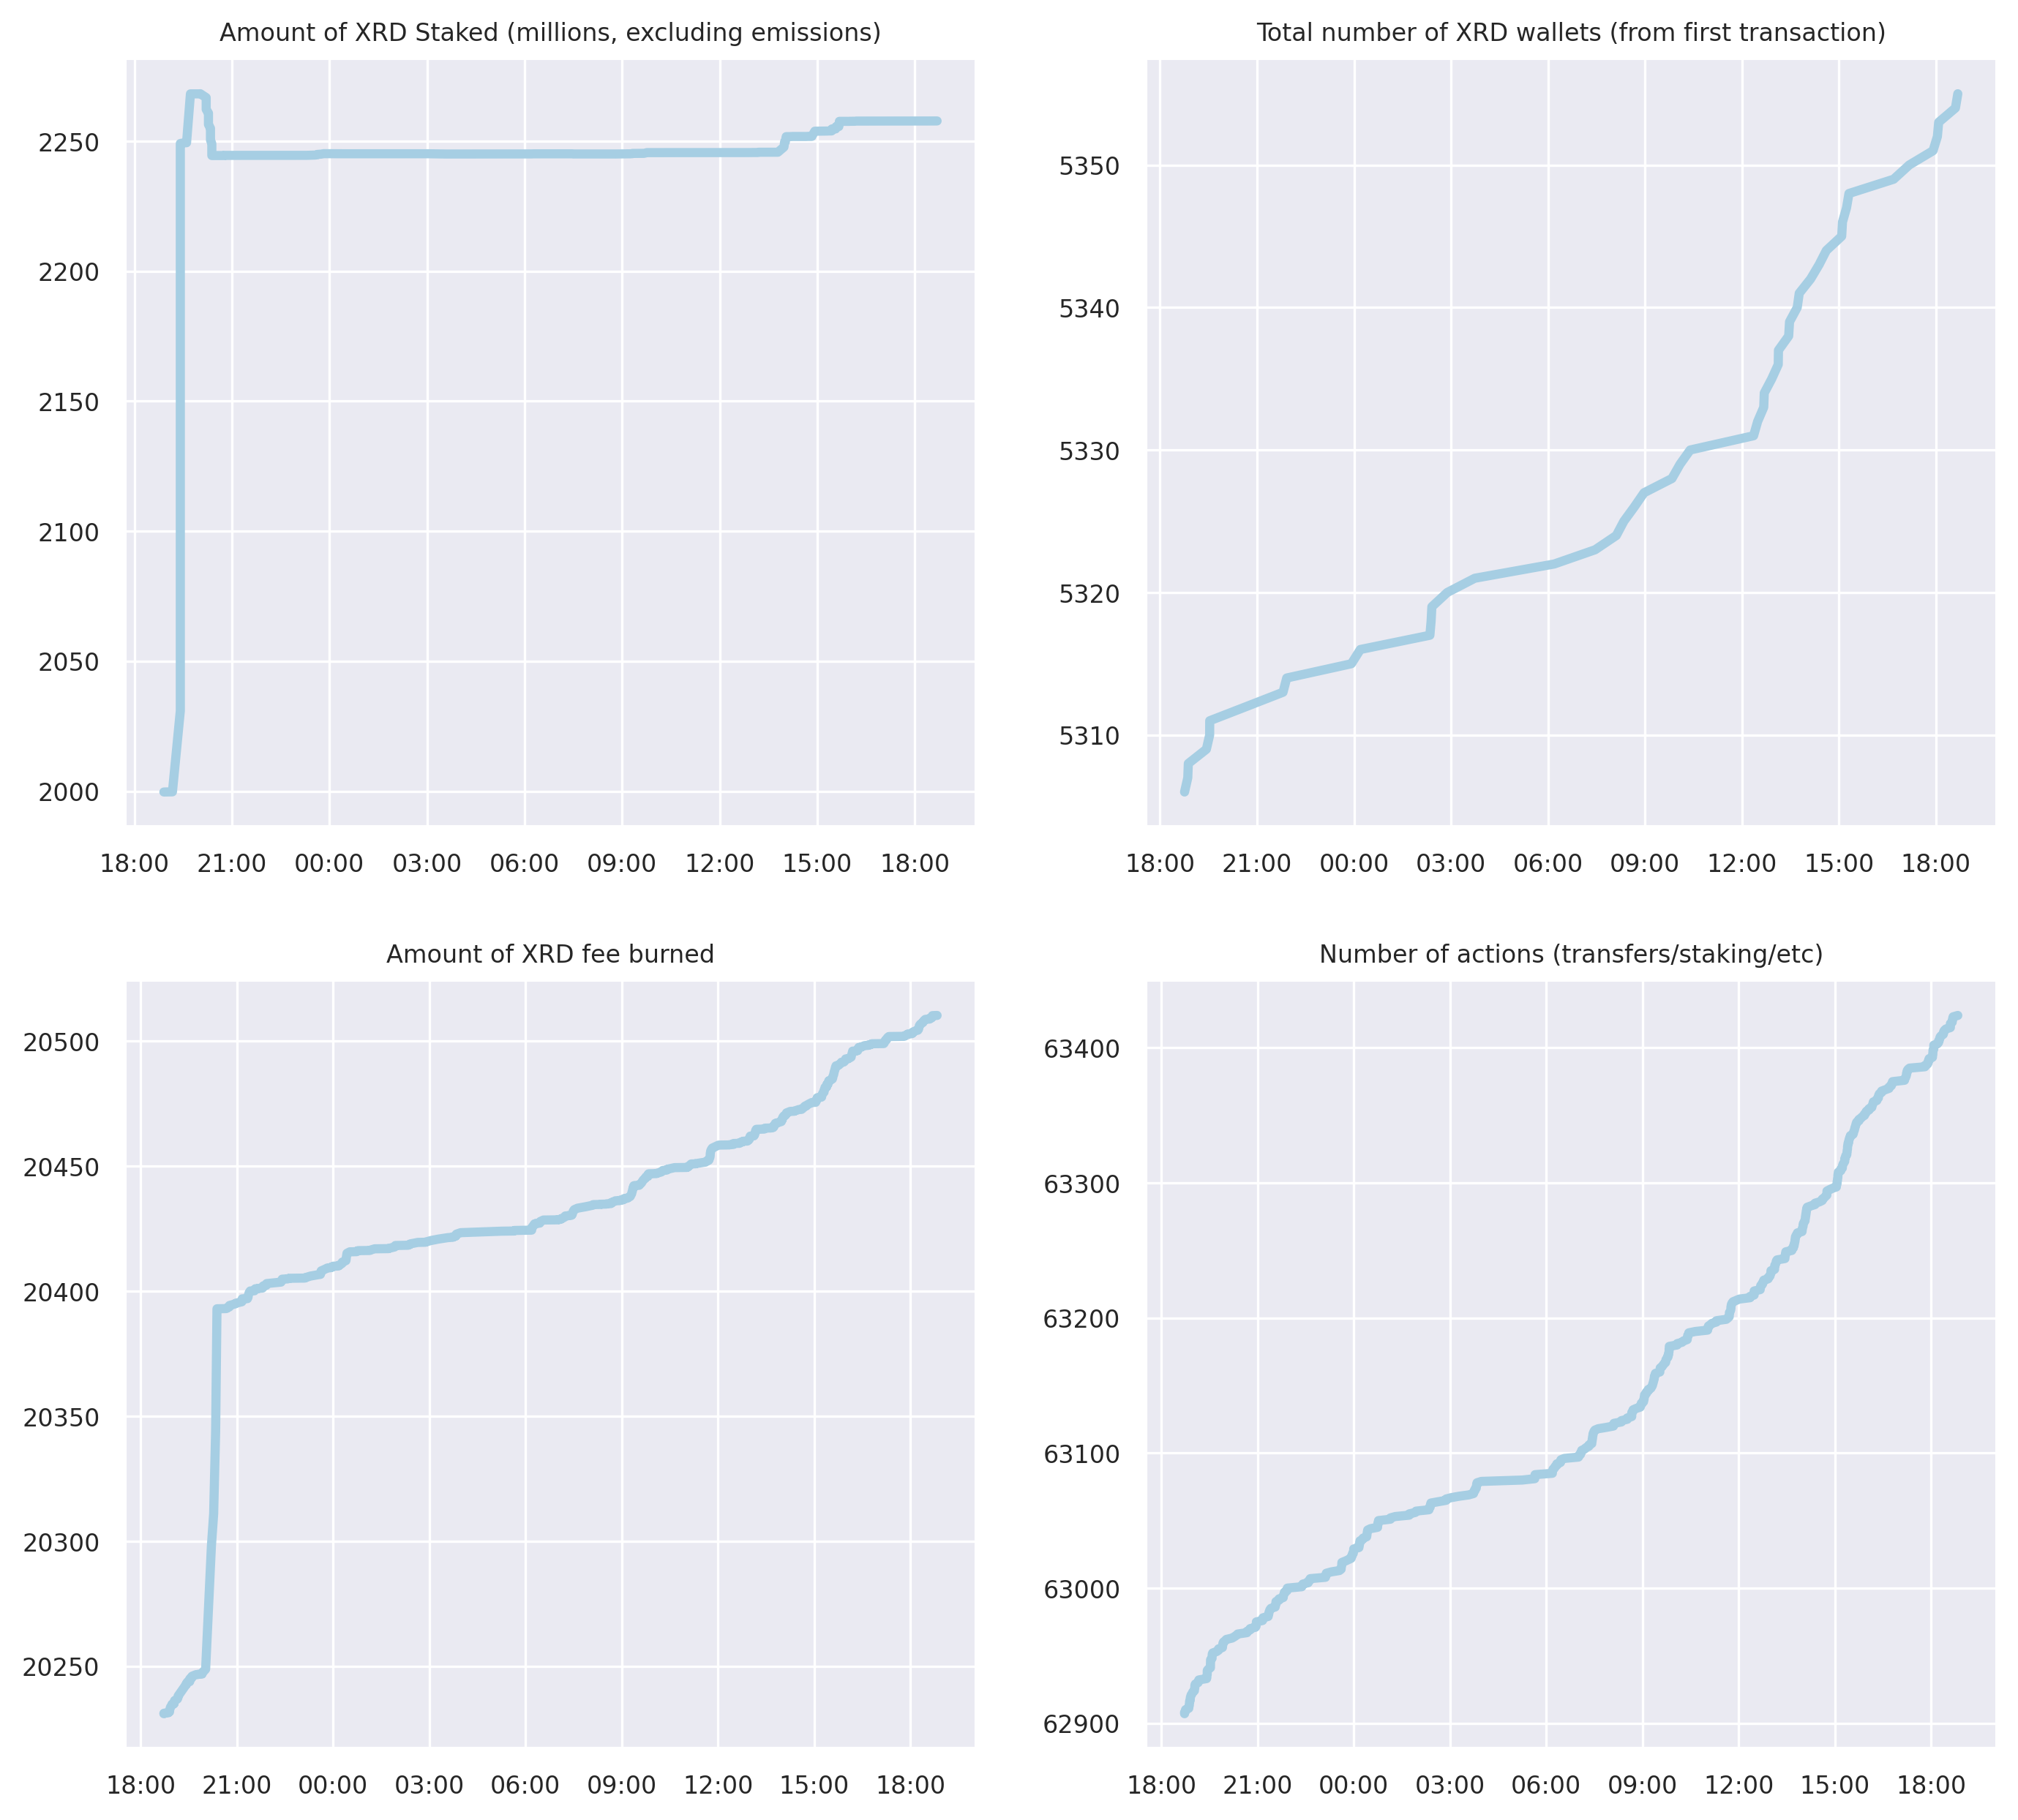 Amount of XRD Staked (millions, excluding emissions)
2250
2200
2150
2100
2050
2000
18:00 21:00 00:00 03:00 06:00 09:00 12:00 15:00 18:00
Total number of XRD wallets (from first transaction)
5350
5340
5330
5320
5310
18:00 21:00 00:00 03:00 06:00 09:00 12:00 15:00 18:00
Amount of XRD fee burned
20500
20450
20400
20350
20300
20250
18:00 21:00 00:00 03:00 06:00 09:00 12:00 15:00 18:00
Number of actions (transfers/staking/etc)
63400
63300
63200
63100
63000
62900
18:00 21:00 00:00 03:00 06:00 09:00 12:00 15:00 18:00